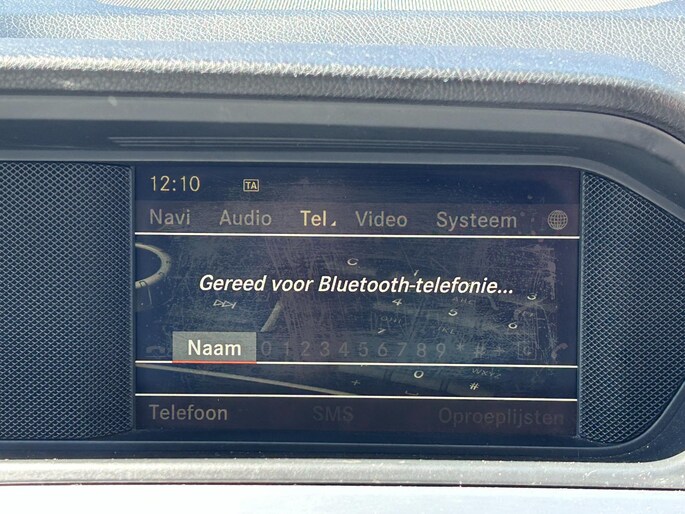 12:10 TA
Navi Audio Tel Video Systeem
Gereed voor Bluetooth-telefonie...
Naam 0 1 2 3 4 5 6 7 8 9 * # +
Telefoon SMS Oproeplijsten